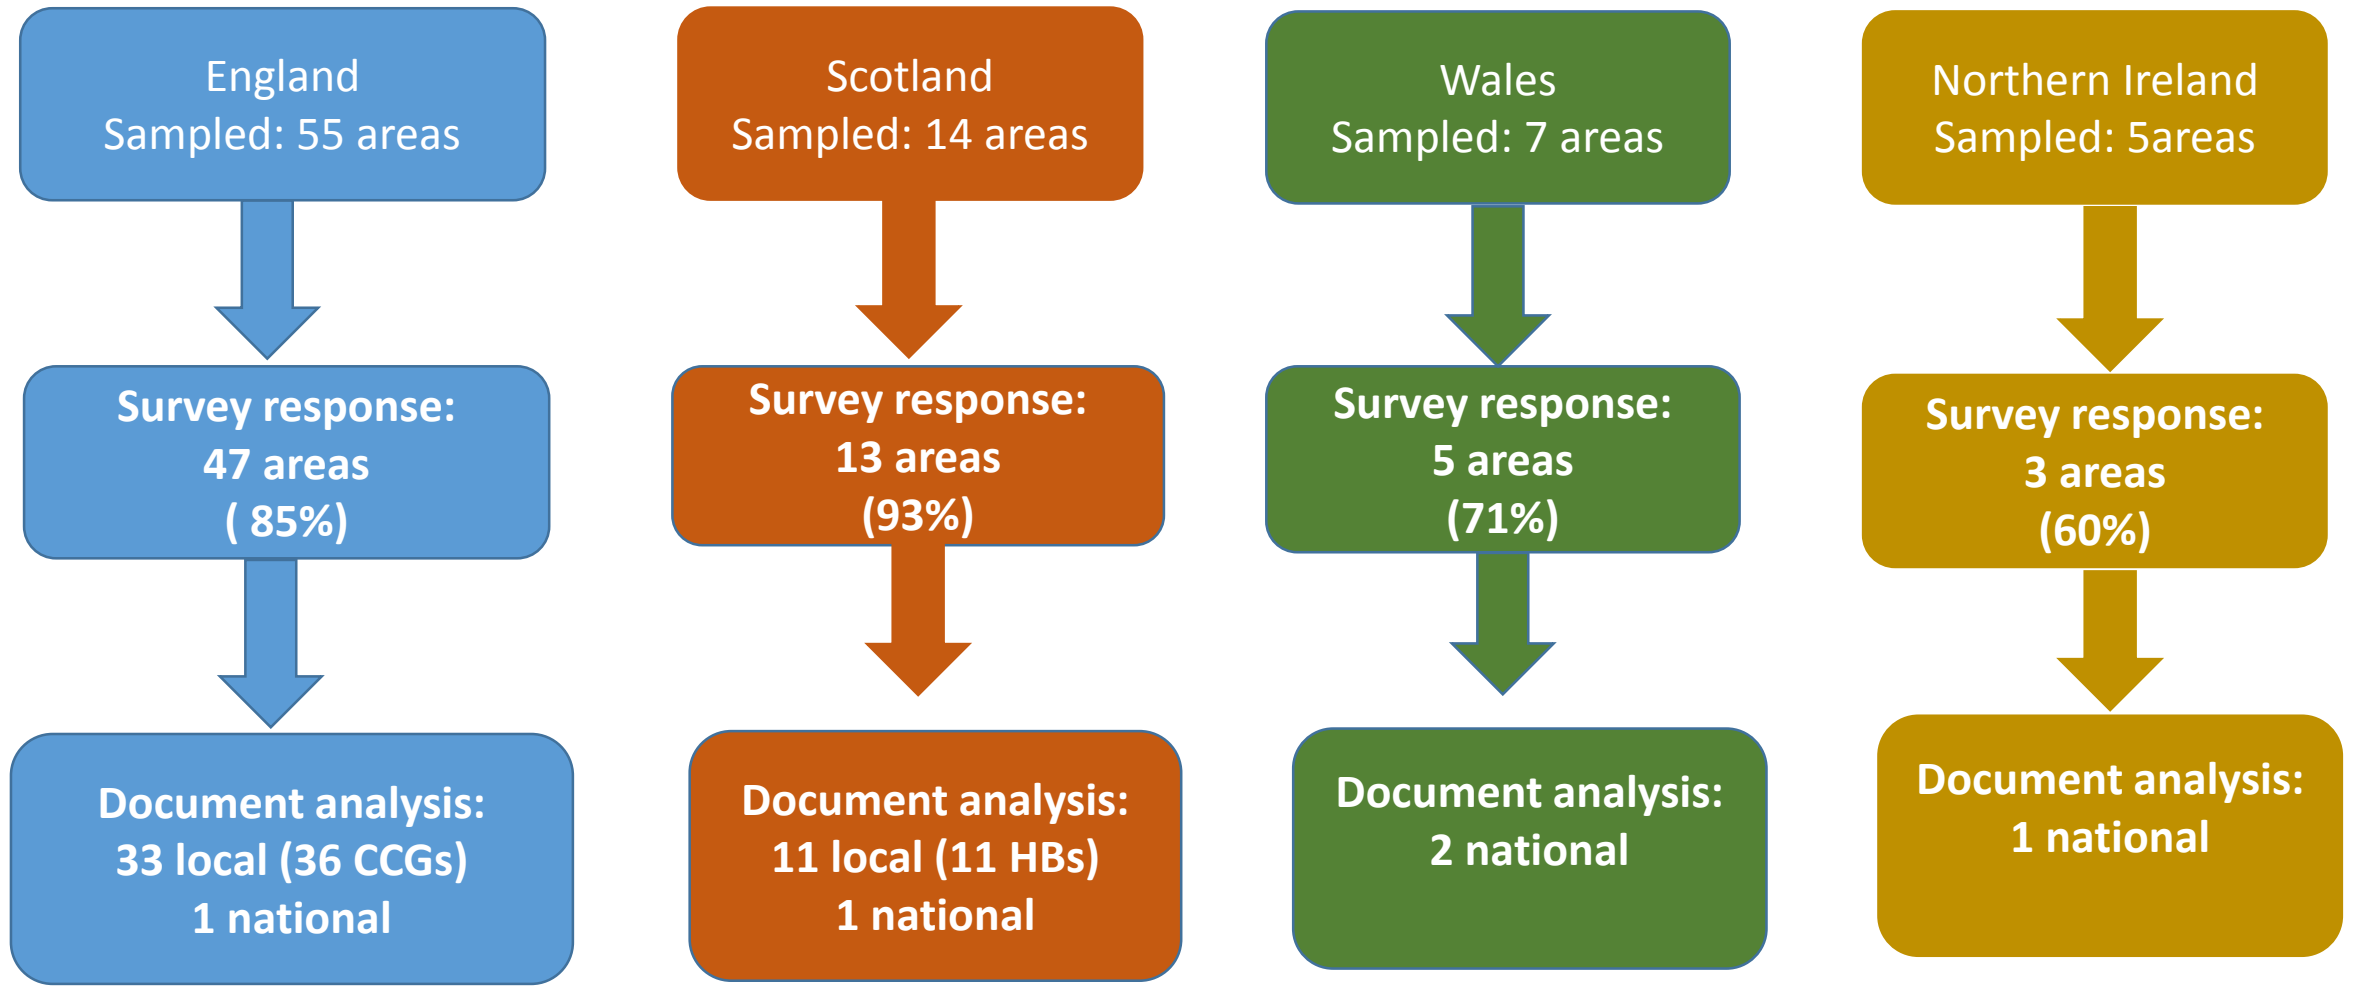 England
Sampled: 55 areas
Scotland
Sampled: 14 areas
Wales
Sampled: 7 areas
Northern Ireland
Sampled: 5areas
Survey response:
47 areas
( 85%)
Survey response:
13 areas
(93%)
Survey response:
5 areas
(71%)
Survey response:
3 areas
(60%)
Document analysis:
33 local (36 CCGs)
1 national
Document analysis:
11 local (11 HBs)
1 national
Document analysis:
2 national
Document analysis:
1 national